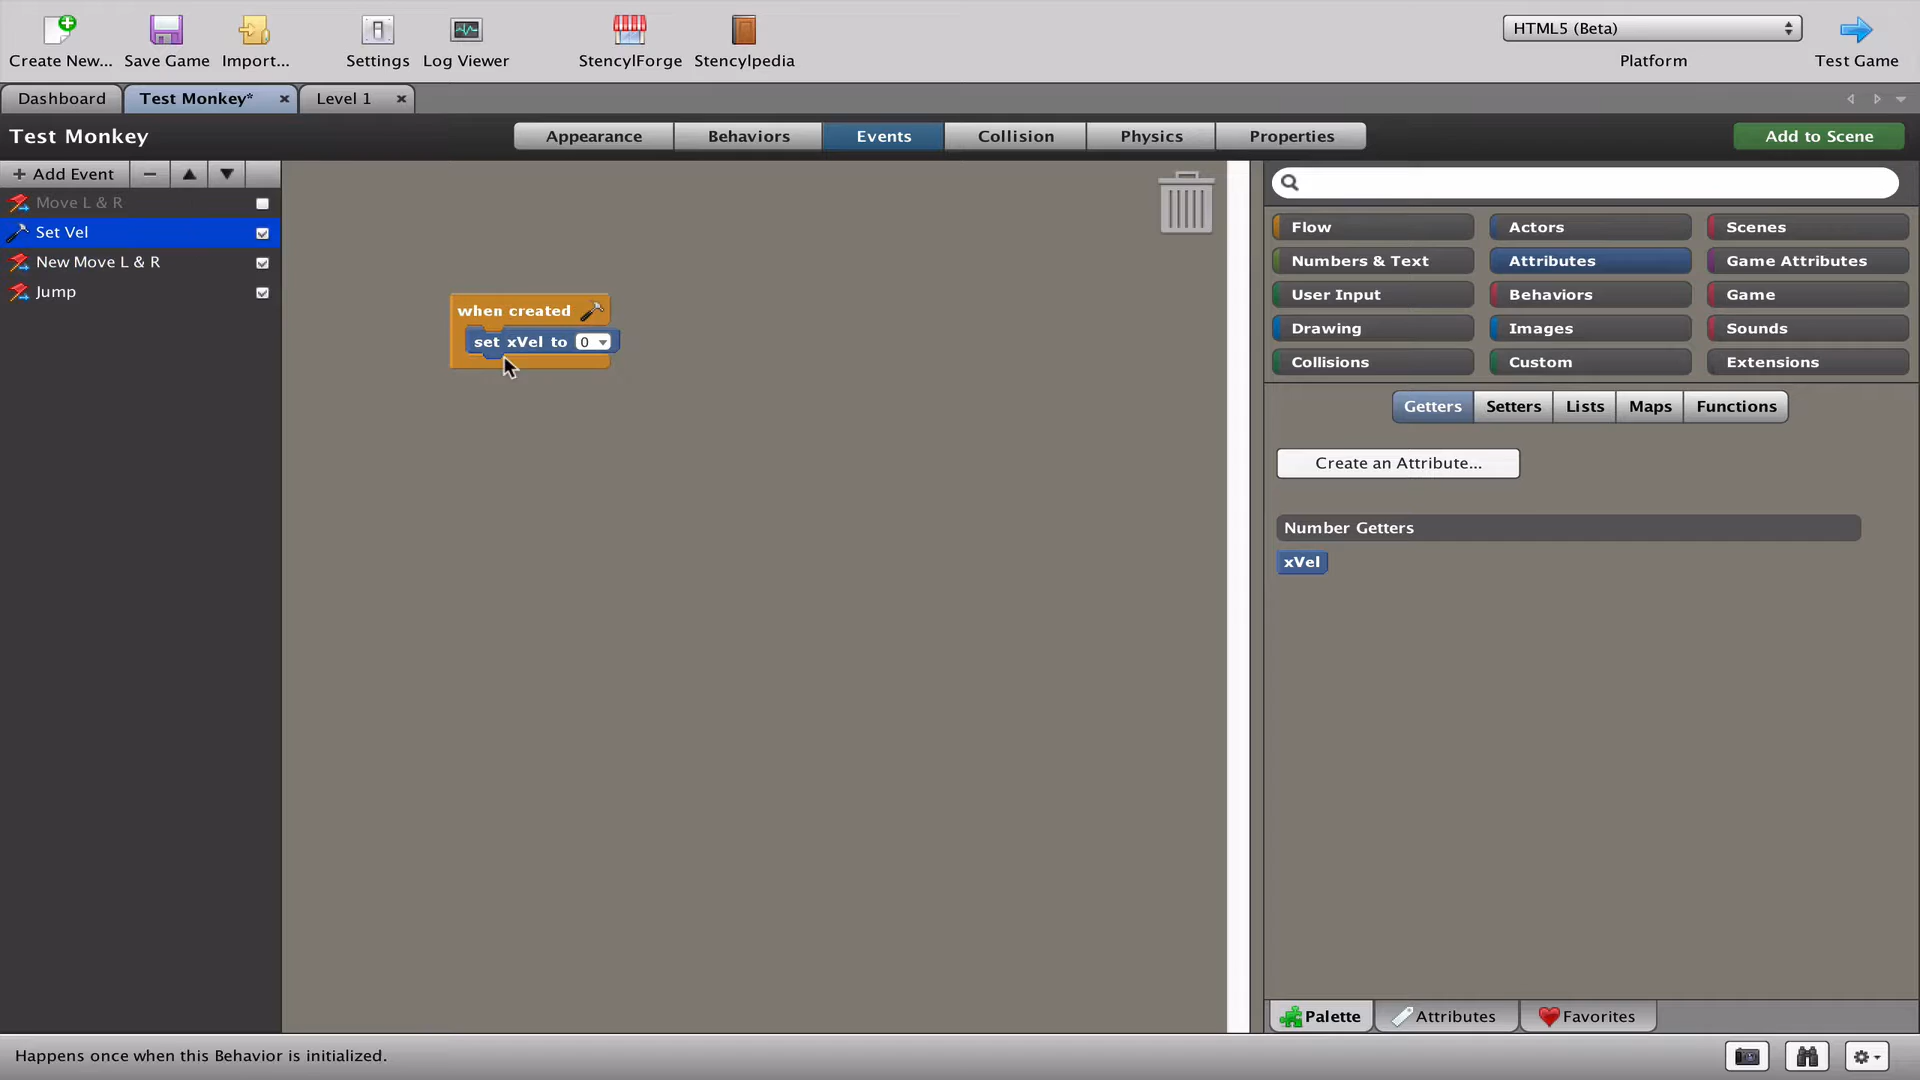 Create New... Save Game Import... Settings Log Viewer StencylForge Stencylpedia HTML5 (Beta) Platform Test Game
Dashboard Test Monkey* Level 1
Test Monkey Appearance Behaviors Events Collision Physics Properties Add to Scene
Add Event
Move L & R
Set Vel
New Move L & R
Jump
when created
set xVel to 0
Flow Actors Scenes
Numbers & Text Attributes Game Attributes
User Input Behaviors Game
Drawing Images Sounds
Collisions Custom Extensions
Getters Setters Lists Maps Functions
Create an Attribute...
Number Getters
xVel
Palette Attributes Favorites
Happens once when this Behavior is initialized.